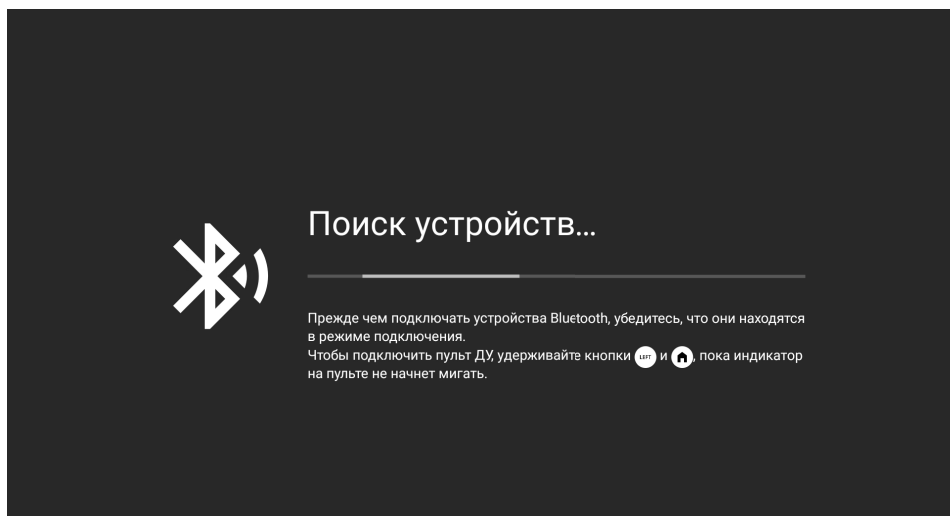 Поиск устройств...
Прежде чем подключать устройства Bluetooth, убедитесь, что они находятся
в режиме подключения.
Чтобы подключить пульт ДУ, удерживайте кнопки LEFT и , пока индикатор
на пульте не начнет мигать.